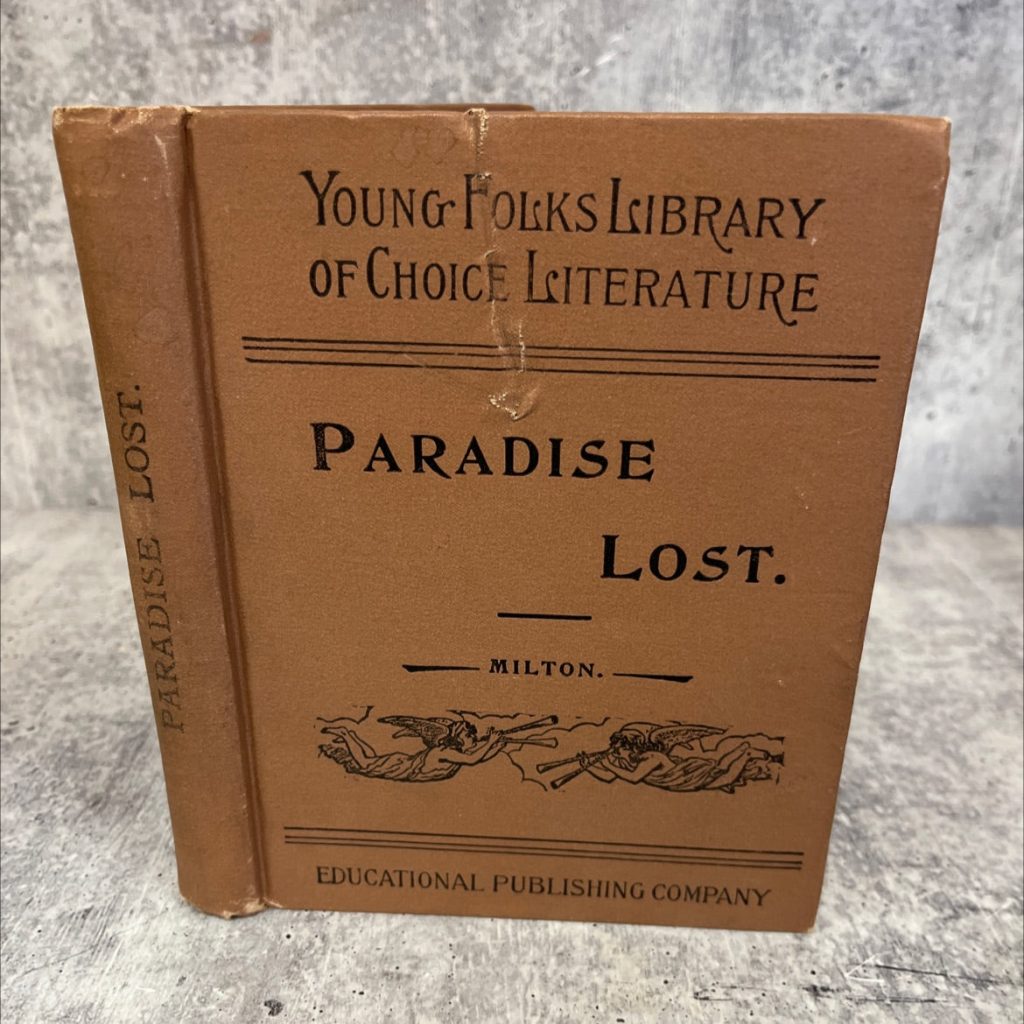 PARADISE LOST.
YOUNG FOLKS LIBRARY
OF CHOICE LITERATURE
PARADISE
LOST.
MILTON.
EDUCATIONAL PUBLISHING COMPANY